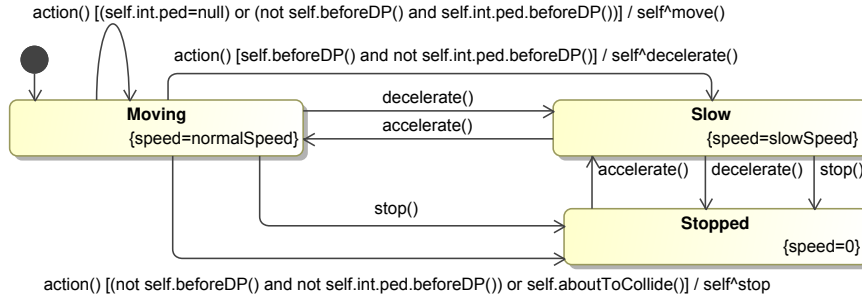 action() [(self.int.ped=null) or (not self.beforeDP() and self.int.ped.beforeDP())] / self^move()
action() [self.beforeDP() and not self.int.ped.beforeDP()] / self^decelerate()
decelerate()
Moving
Slow
accelerate()
{speed=normalSpeed}
{speed=slowSpeed}
accelerate()
decelerate()
stop()
stop()
Stopped
{speed=0}
action() [(not self.beforeDP() and not self.int.ped.beforeDP()) or self.aboutToCollide()] / self^stop